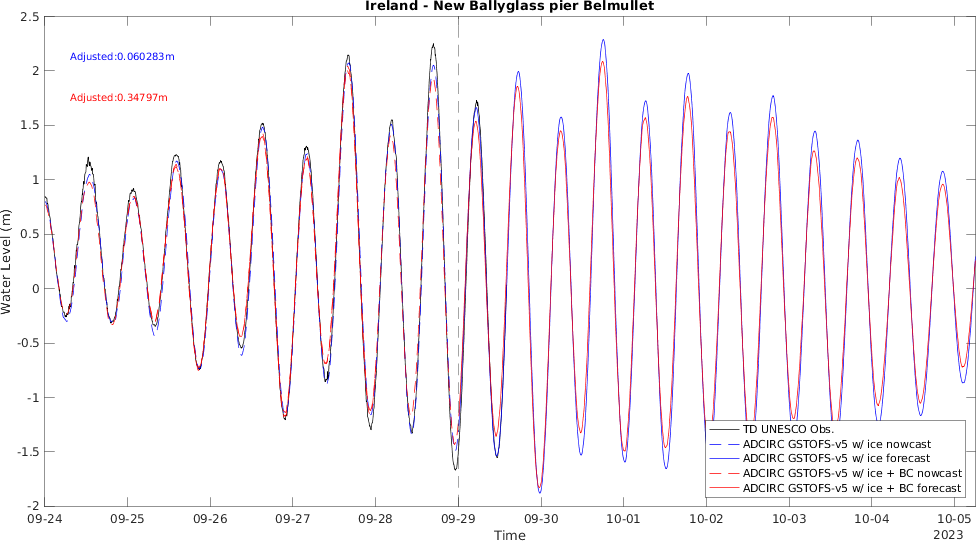 Ireland - New Ballyglass pier Belmullet
2.5
2
1.5
1
0.5
0
-0.5
-1
-1.5
-2
Water Level (m)
Adjusted:0.060283m
Adjusted:0.34797m
TD UNESCO Obs.
ADCIRC GSTOFS-v5 w/ ice nowcast
ADCIRC GSTOFS-v5 w/ ice forecast
ADCIRC GSTOFS-v5 w/ ice + BC nowcast
ADCIRC GSTOFS-v5 w/ ice + BC forecast
09-24 09-25 09-26 09-27 09-28 09-29 09-30 10-01 10-02 10-03 10-04 10-05
Time
2023